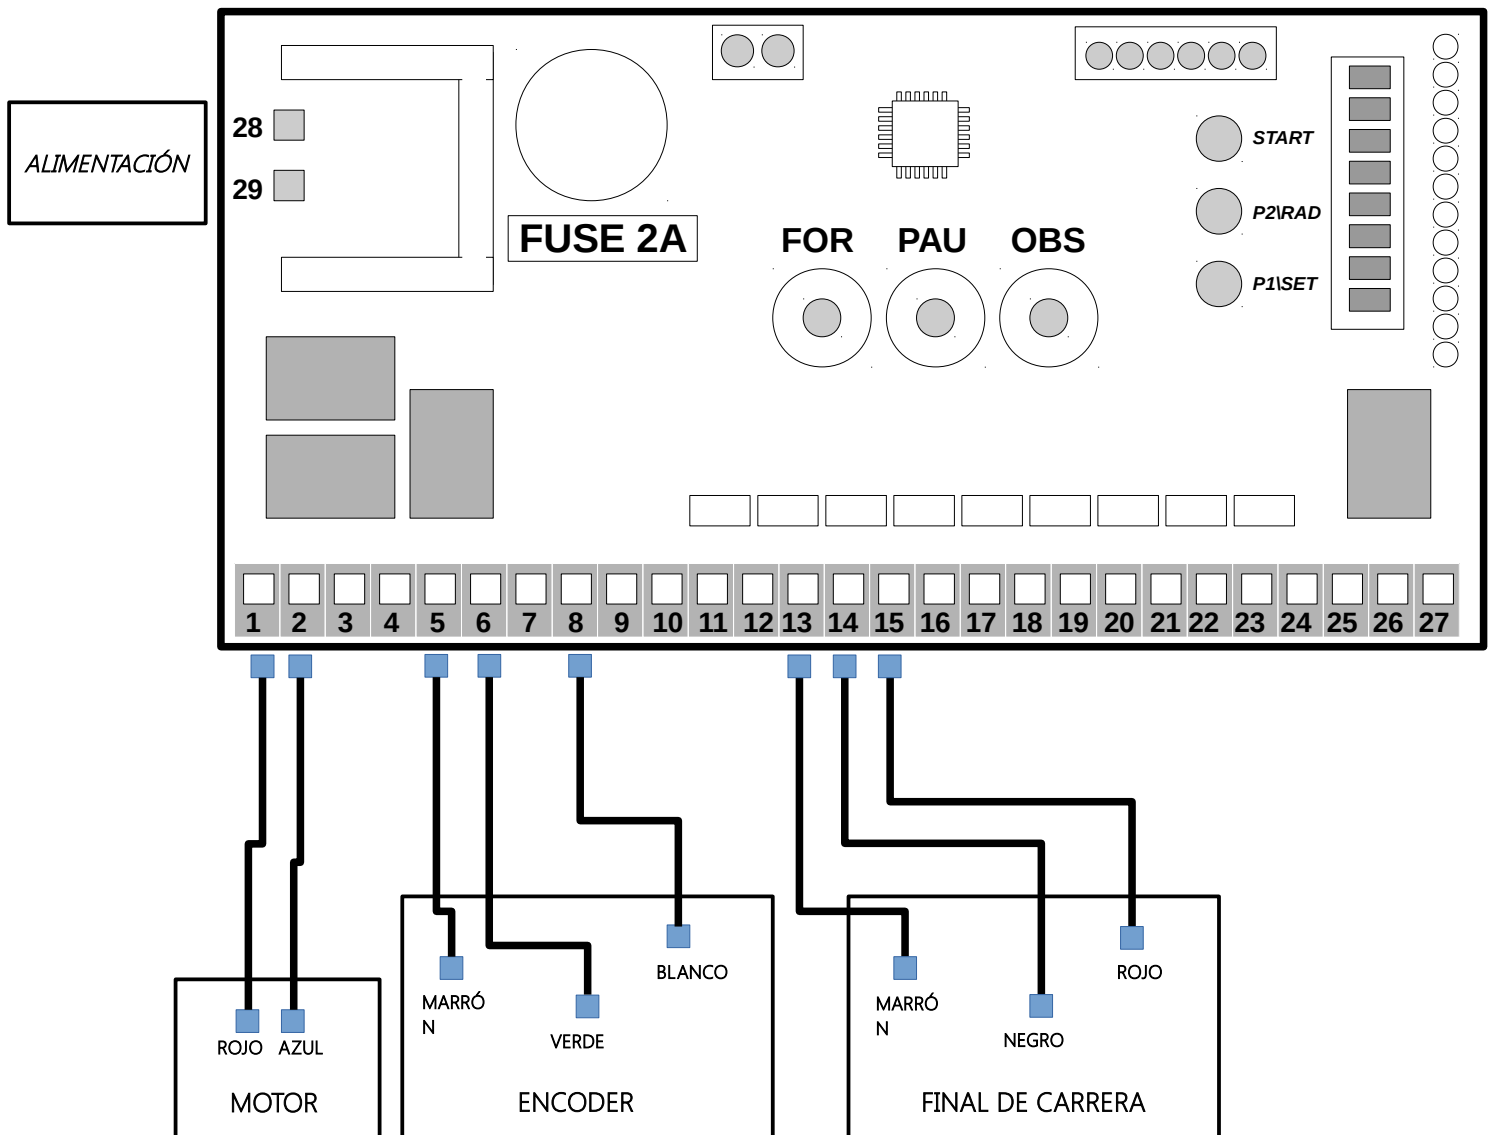 ALIMENTACIÓN
28
29
FUSE 2A
FOR PAU OBS
START
P2\RAD
P1\SET
1 2 3 4 5 6 7 8 9 10 11 12 13 14 15 16 17 18 19 20 21 22 23 24 25 26 27
ROJO AZUL
MOTOR
MARRÓ
N
VERDE
BLANCO
ENCODER
MARRÓ
N
NEGRO
ROJO
FINAL DE CARRERA